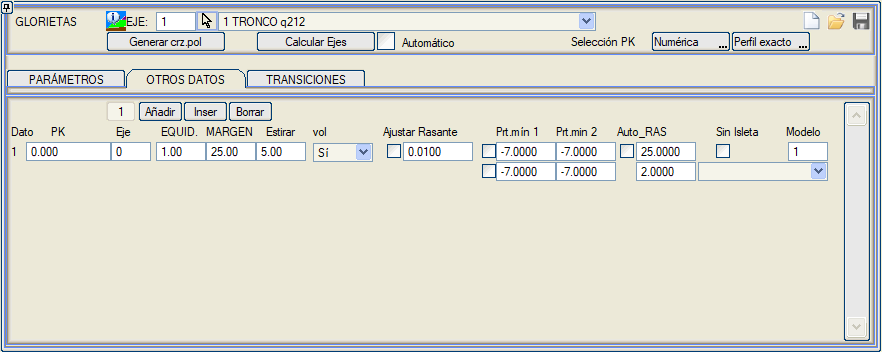 GLORIETAS EJE: 1 1 TRONCO q212
Generar crz.pol Calcular Ejes Automático Selección PK Numérica ... Perfil exacto ...
PARÁMETROS OTROS DATOS TRANSICIONES
1 Añadir Inser Borrar
Dato PK Eje EQUID. MARGEN Estirar vol Ajustar Rasante Prt.mín 1 Prt.min 2 Auto_RAS Sin Isleta Modelo
1 0.000 0 1.00 25.00 5.00 Sí 0.0100 -7.0000 -7.0000 25.0000 1
-7.0000 -7.0000 2.0000